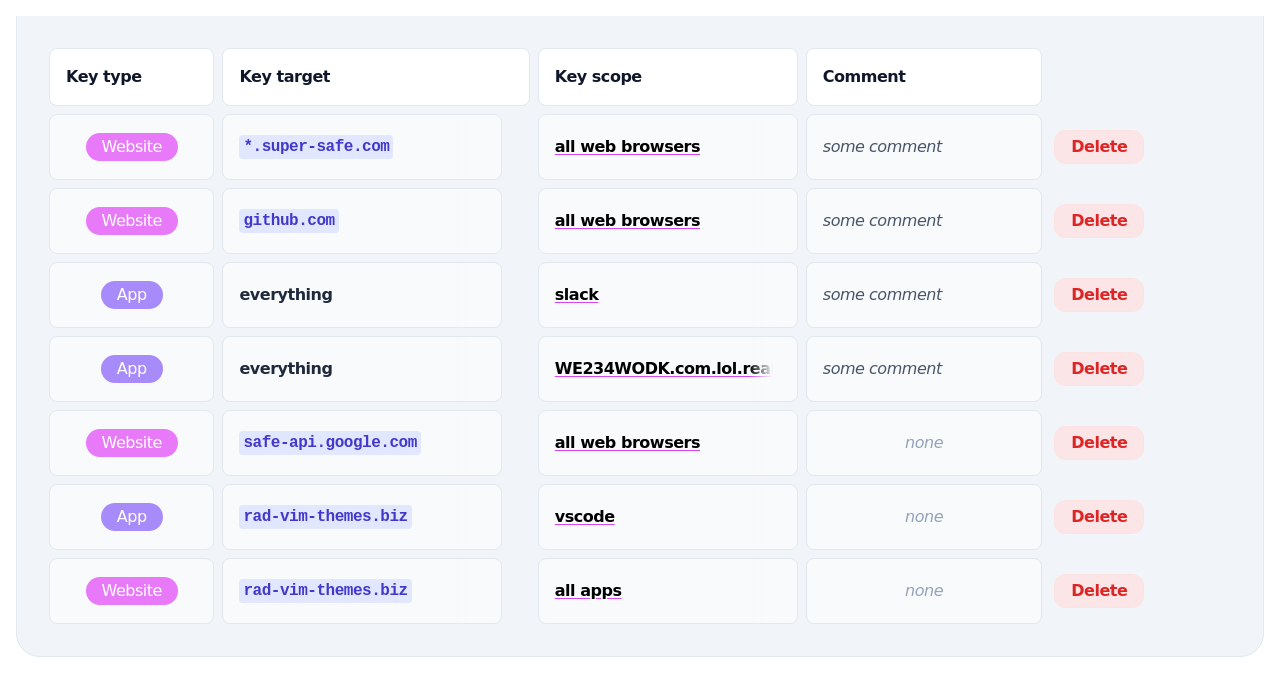 Key type Key target Key scope Comment
Website *.super-safe.com all web browsers some comment Delete
Website github.com all web browsers some comment Delete
App everything slack some comment Delete
App everything WE234WODK.com.lol.rea some comment Delete
Website safe-api.google.com all web browsers none Delete
App rad-vim-themes.biz vscode none Delete
Website rad-vim-themes.biz all apps none Delete